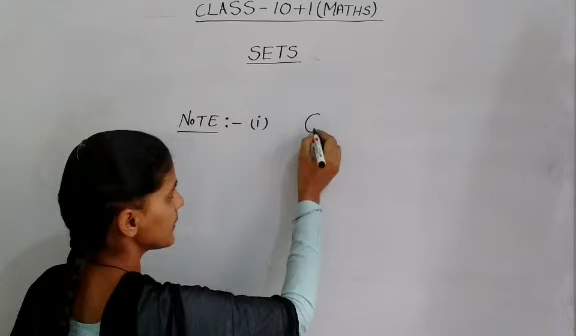 CLASS-10+1(MATHS)
SETS
NOTE:- (i) C